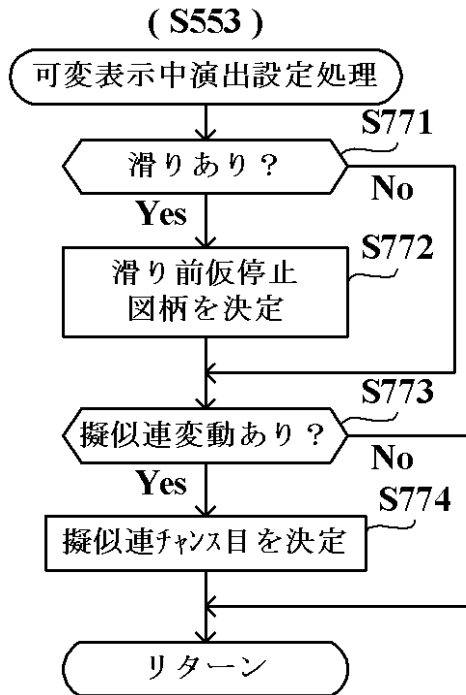 ( S553 )
可変表示中演出設定処理
S771
滑りあり？
No
Yes
S772
滑り前仮停止
図柄を決定
S773
擬似連変動あり？
No
Yes
S774
擬似連ﾁｬﾝｽ目を決定
リターン